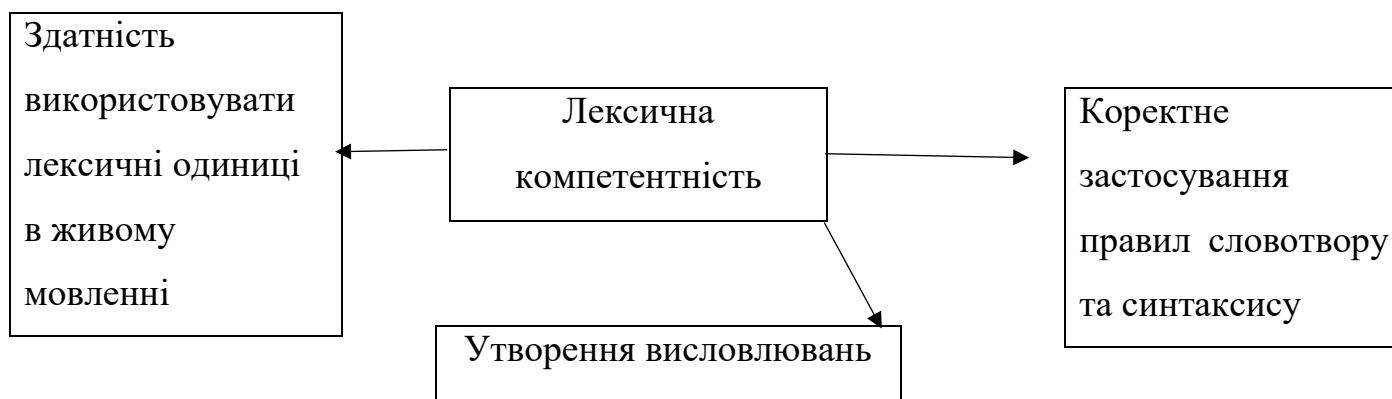 Здатність
використовувати
лексичні одиниці
в живому
мовленні
Лексична
компетентність
Коректне
застосування
правил словотвору
та синтаксису
Утворення висловлювань